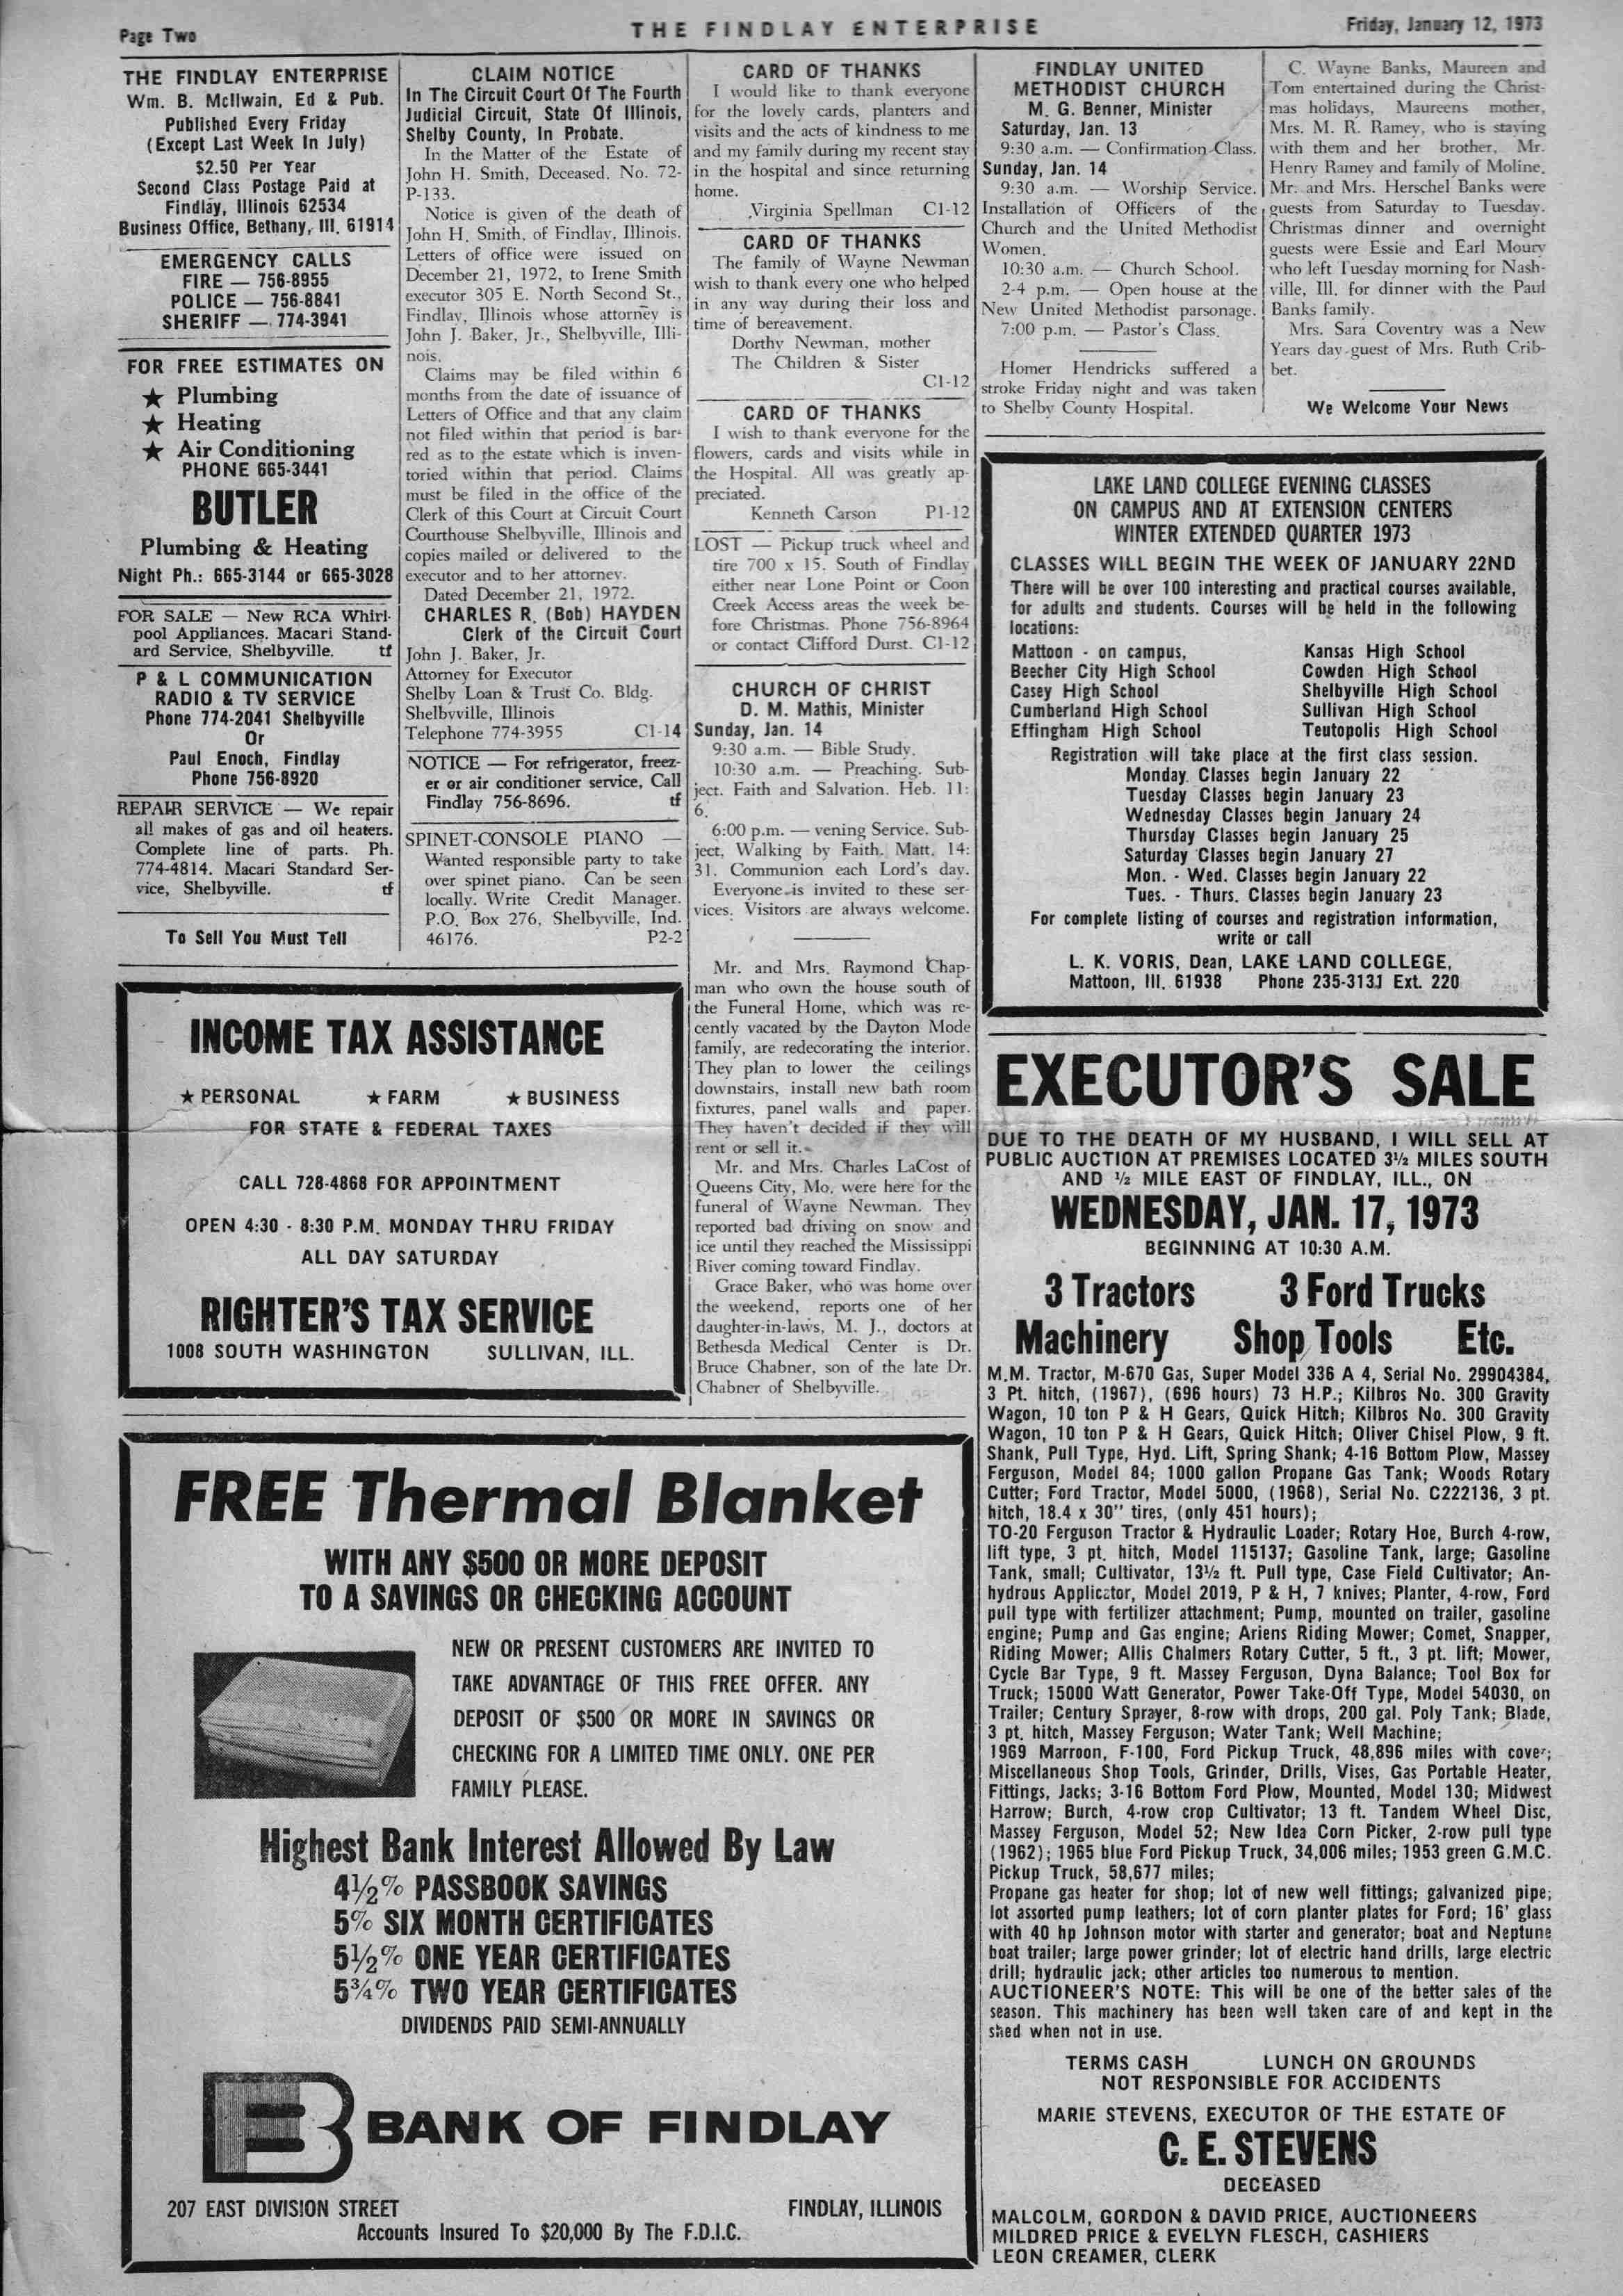 Page Two
THE FINDLAY ENTERPRISE
Friday, January 12, 1973
THE FINDLAY ENTERPRISE
Wm. B. McIlwain, Ed & Pub.
Published Every Friday
(Except Last Week In July)
$2.50 Per Year
Second Class Postage Paid at
Findlay, Illinois 62534
Business Office, Bethany, Ill. 61914
EMERGENCY CALLS
FIRE — 756-8955
POLICE — 756-8841
SHERIFF — 774-3941
FOR FREE ESTIMATES ON
★ Plumbing
★ Heating
★ Air Conditioning
PHONE 665-3441
BUTLER
Plumbing & Heating
Night Ph.: 665-3144 or 665-3028
FOR SALE — New RCA Whirl-
pool Appliances. Macari Stand-
ard Service, Shelbyville. tf
P & L COMMUNICATION
RADIO & TV SERVICE
Phone 774-2041 Shelbyville
Or
Paul Enoch, Findlay
Phone 756-8920
REPAIR SERVICE — We repair
all makes of gas and oil heaters.
Complete line of parts. Ph.
774-4814. Macari Standard Ser-
vice, Shelbyville. tf
To Sell You Must Tell
CLAIM NOTICE
In The Circuit Court Of The Fourth
Judicial Circuit, State Of Illinois,
Shelby County, In Probate.
In the Matter of the Estate of
John H. Smith, Deceased. No. 72-
P-133.
Notice is given of the death of
John H. Smith, of Findlay, Illinois.
Letters of office were issued on
December 21, 1972, to Irene Smith
executor 305 E. North Second St.,
Findlay, Illinois whose attorney is
John J. Baker, Jr., Shelbyville, Illi-
nois.
Claims may be filed within 6
months from the date of issuance of
Letters of Office and that any claim
not filed within that period is bar-
red as to the estate which is inven-
toried within that period. Claims
must be filed in the office of the
Clerk of this Court at Circuit Court
Courthouse Shelbyville, Illinois and
copies mailed or delivered to the
executor and to her attorney.
Dated December 21, 1972.
CHARLES R. (Bob) HAYDEN
Clerk of the Circuit Court
John J. Baker, Jr.
Attorney for Executor
Shelby Loan & Trust Co. Bldg.
Shelbyville, Illinois
Telephone 774-3955 C1-14
NOTICE — For refrigerator, freez-
er or air conditioner service, Call
Findlay 756-8696. tf
SPINET-CONSOLE PIANO —
Wanted responsible party to take
over spinet piano. Can be seen
locally. Write Credit Manager.
P.O. Box 276, Shelbyville, Ind.
46176. P2-2
CARD OF THANKS
I would like to thank everyone
for the lovely cards, planters and
visits and the acts of kindness to me
and my family during my recent stay
in the hospital and since returning
home.
Virginia Spellman C1-12
CARD OF THANKS
The family of Wayne Newman
wish to thank every one who helped
in any way during their loss and
time of bereavement.
Dorthy Newman, mother
The Children & Sister
C1-12
CARD OF THANKS
I wish to thank everyone for the
flowers, cards and visits while in
the Hospital. All was greatly ap-
preciated.
Kenneth Carson P1-12
LOST — Pickup truck wheel and
tire 700 x 15. South of Findlay
either near Lone Point or Coon
Creek Access areas the week be-
fore Christmas. Phone 756-8964
or contact Clifford Durst. C1-12
CHURCH OF CHRIST
D. M. Mathis, Minister
Sunday, Jan. 14
9:30 a.m. — Bible Study.
10:30 a.m. — Preaching. Sub-
ject. Faith and Salvation. Heb. 11:
6.
6:00 p.m. — vening Service. Sub-
ject. Walking by Faith. Matt. 14:
31. Communion each Lord's day.
Everyone is invited to these ser-
vices. Visitors are always welcome.
Mr. and Mrs. Raymond Chap-
man who own the house south of
the Funeral Home, which was re-
cently vacated by the Dayton Mode
family, are redecorating the interior.
They plan to lower the ceilings
downstairs, install new bath room
fixtures, panel walls and paper.
They haven't decided if they will
rent or sell it.
Mr. and Mrs. Charles LaCost of
Queens City, Mo. were here for the
funeral of Wayne Newman. They
reported bad driving on snow and
ice until they reached the Mississippi
River coming toward Findlay.
Grace Baker, who was home over
the weekend, reports one of her
daughter-in-laws, M. J., doctors at
Bethesda Medical Center is Dr.
Bruce Chabner, son of the late Dr.
Chabner of Shelbyville.
FINDLAY UNITED
METHODIST CHURCH
M. G. Benner, Minister
Saturday, Jan. 13
9:30 a.m. — Confirmation Class.
Sunday, Jan. 14
9:30 a.m. — Worship Service.
Installation of Officers of the
Church and the United Methodist
Women.
10:30 a.m. — Church School.
2-4 p.m. — Open house at the
New United Methodist parsonage.
7:00 p.m. — Pastor's Class.
Homer Hendricks suffered a
stroke Friday night and was taken
to Shelby County Hospital.
C. Wayne Banks, Maureen and
Tom entertained during the Christ-
mas holidays, Maureens mother,
Mrs. M. R. Ramey, who is staying
with them and her brother, Mr.
Henry Ramey and family of Moline.
Mr. and Mrs. Herschel Banks were
guests from Saturday to Tuesday.
Christmas dinner and overnight
guests were Essie and Earl Moury
who left Tuesday morning for Nash-
ville, Ill. for dinner with the Paul
Banks family.
Mrs. Sara Coventry was a New
Years day guest of Mrs. Ruth Crib-
bet.
We Welcome Your News
LAKE LAND COLLEGE EVENING CLASSES
ON CAMPUS AND AT EXTENSION CENTERS
WINTER EXTENDED QUARTER 1973
CLASSES WILL BEGIN THE WEEK OF JANUARY 22ND
There will be over 100 interesting and practical courses available,
for adults and students. Courses will be held in the following
locations:
Mattoon - on campus, Kansas High School
Beecher City High School Cowden High School
Casey High School Shelbyville High School
Cumberland High School Sullivan High School
Effingham High School Teutopolis High School
Registration will take place at the first class session.
Monday Classes begin January 22
Tuesday Classes begin January 23
Wednesday Classes begin January 24
Thursday Classes begin January 25
Saturday Classes begin January 27
Mon. - Wed. Classes begin January 22
Tues. - Thurs. Classes begin January 23
For complete listing of courses and registration information,
write or call
L. K. VORIS, Dean, LAKE LAND COLLEGE,
Mattoon, Ill. 61938 Phone 235-3131 Ext. 220
INCOME TAX ASSISTANCE
★ PERSONAL ★ FARM ★ BUSINESS
FOR STATE & FEDERAL TAXES
CALL 728-4868 FOR APPOINTMENT
OPEN 4:30 - 8:30 P.M. MONDAY THRU FRIDAY
ALL DAY SATURDAY
RIGHTER'S TAX SERVICE
1008 SOUTH WASHINGTON SULLIVAN, ILL.
FREE Thermal Blanket
WITH ANY $500 OR MORE DEPOSIT
TO A SAVINGS OR CHECKING ACCOUNT
NEW OR PRESENT CUSTOMERS ARE INVITED TO
TAKE ADVANTAGE OF THIS FREE OFFER. ANY
DEPOSIT OF $500 OR MORE IN SAVINGS OR
CHECKING FOR A LIMITED TIME ONLY. ONE PER
FAMILY PLEASE.
Highest Bank Interest Allowed By Law
4½% PASSBOOK SAVINGS
5% SIX MONTH CERTIFICATES
5½% ONE YEAR CERTIFICATES
5¾% TWO YEAR CERTIFICATES
DIVIDENDS PAID SEMI-ANNUALLY
FB BANK OF FINDLAY
207 EAST DIVISION STREET FINDLAY, ILLINOIS
Accounts Insured To $20,000 By The F.D.I.C.
EXECUTOR'S SALE
DUE TO THE DEATH OF MY HUSBAND, I WILL SELL AT
PUBLIC AUCTION AT PREMISES LOCATED 3½ MILES SOUTH
AND ½ MILE EAST OF FINDLAY, ILL., ON
WEDNESDAY, JAN. 17, 1973
BEGINNING AT 10:30 A.M.
3 Tractors 3 Ford Trucks
Machinery Shop Tools Etc.
M.M. Tractor, M-670 Gas, Super Model 336 A 4, Serial No. 29904384,
3 Pt. hitch, (1967), (696 hours) 73 H.P.; Kilbros No. 300 Gravity
Wagon, 10 ton P & H Gears, Quick Hitch; Kilbros No. 300 Gravity
Wagon, 10 ton P & H Gears, Quick Hitch; Oliver Chisel Plow, 9 ft.
Shank, Pull Type, Hyd. Lift, Spring Shank; 4-16 Bottom Plow, Massey
Ferguson, Model 84; 1000 gallon Propane Gas Tank; Woods Rotary
Cutter; Ford Tractor, Model 5000, (1968), Serial No. C222136, 3 pt.
hitch, 18.4 x 30" tires, (only 451 hours);
TO-20 Ferguson Tractor & Hydraulic Loader; Rotary Hoe, Burch 4-row,
lift type, 3 pt. hitch, Model 115137; Gasoline Tank, large; Gasoline
Tank, small; Cultivator, 13½ ft. Pull type, Case Field Cultivator; An-
hydrous Applicator, Model 2019, P & H, 7 knives; Planter, 4-row, Ford
pull type with fertilizer attachment; Pump, mounted on trailer, gasoline
engine; Pump and Gas engine; Ariens Riding Mower; Comet, Snapper,
Riding Mower; Allis Chalmers Rotary Cutter, 5 ft., 3 pt. lift; Mower,
Cycle Bar Type, 9 ft. Massey Ferguson, Dyna Balance; Tool Box for
Truck; 15000 Watt Generator, Power Take-Off Type, Model 54030, on
Trailer; Century Sprayer, 8-row with drops, 200 gal. Poly Tank; Blade,
3 pt. hitch, Massey Ferguson; Water Tank; Well Machine;
1969 Marroon, F-100, Ford Pickup Truck, 48,896 miles with cover;
Miscellaneous Shop Tools, Grinder, Drills, Vises, Gas Portable Heater,
Fittings, Jacks; 3-16 Bottom Ford Plow, Mounted, Model 130; Midwest
Harrow; Burch, 4-row crop Cultivator; 13 ft. Tandem Wheel Disc,
Massey Ferguson, Model 52; New Idea Corn Picker, 2-row pull type
(1962); 1965 blue Ford Pickup Truck, 34,006 miles; 1953 green G.M.C.
Pickup Truck, 58,677 miles;
Propane gas heater for shop; lot of new well fittings; galvanized pipe;
lot assorted pump leathers; lot of corn planter plates for Ford; 16' glass
with 40 hp Johnson motor with starter and generator; boat and Neptune
boat trailer; large power grinder; lot of electric hand drills, large electric
drill; hydraulic jack; other articles too numerous to mention.
AUCTIONEER'S NOTE: This will be one of the better sales of the
season. This machinery has been well taken care of and kept in the
shed when not in use.
TERMS CASH LUNCH ON GROUNDS
NOT RESPONSIBLE FOR ACCIDENTS
MARIE STEVENS, EXECUTOR OF THE ESTATE OF
C. E. STEVENS
DECEASED
MALCOLM, GORDON & DAVID PRICE, AUCTIONEERS
MILDRED PRICE & EVELYN FLESCH, CASHIERS
LEON CREAMER, CLERK